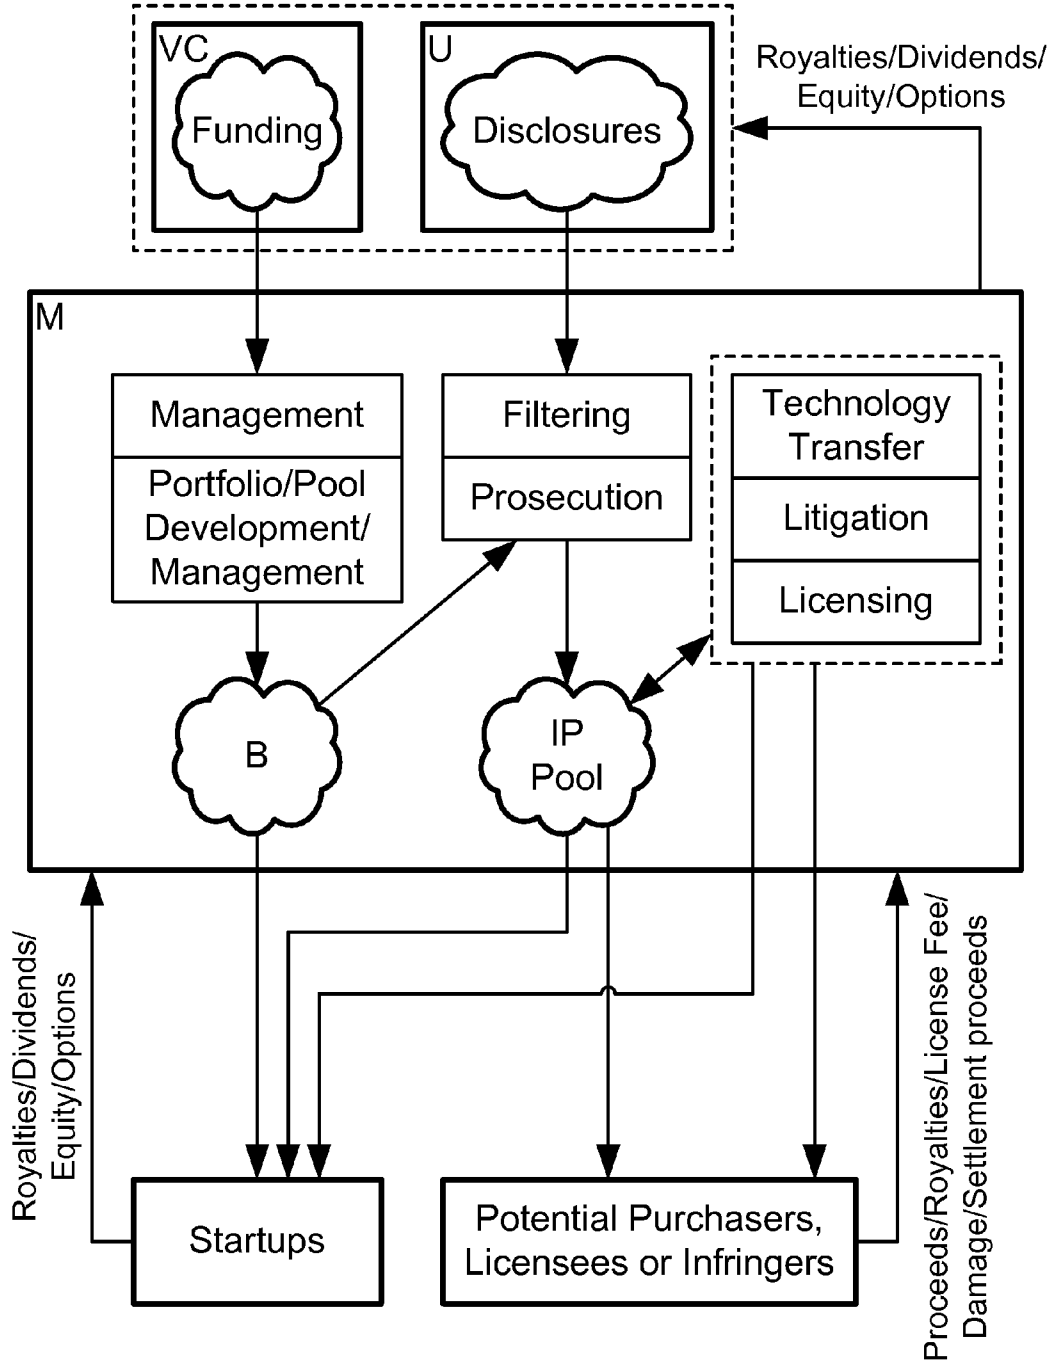 VC
Funding
U
Disclosures
Royalties/Dividends/
Equity/Options
M
Management
Portfolio/Pool
Development/
Management
Filtering
Prosecution
Technology
Transfer
Litigation
Licensing
B
IP
Pool
Royalties/Dividends/
Equity/Options
Proceeds/Royalties/License Fee/
Damage/Settlement proceeds
Startups
Potential Purchasers,
Licensees or Infringers